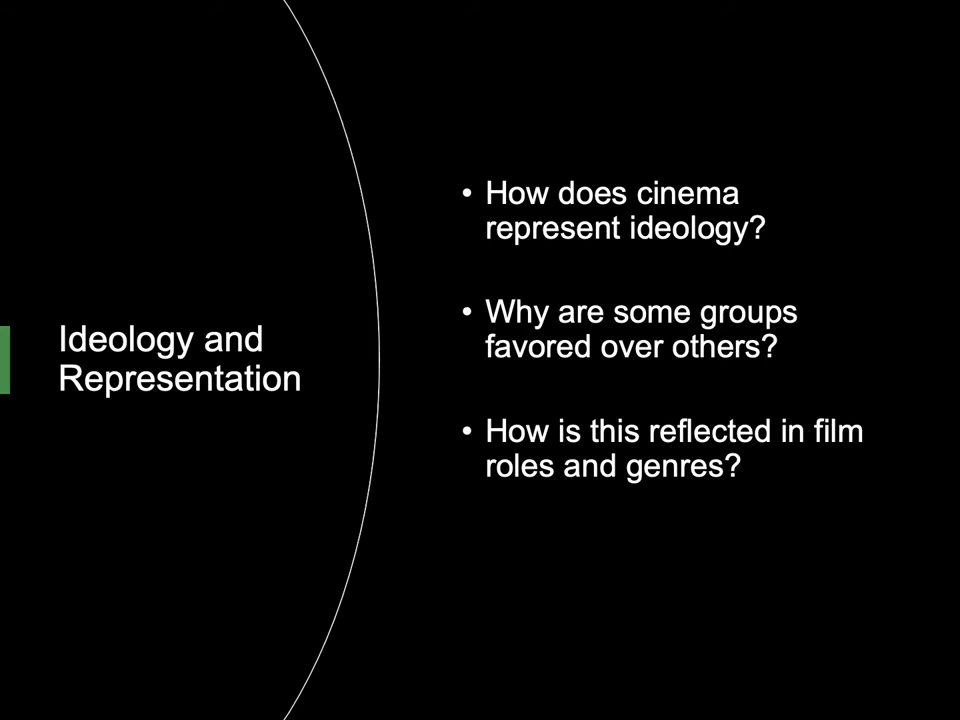 Ideology and
Representation
• How does cinema
represent ideology?
• Why are some groups
favored over others?
• How is this reflected in film
roles and genres?